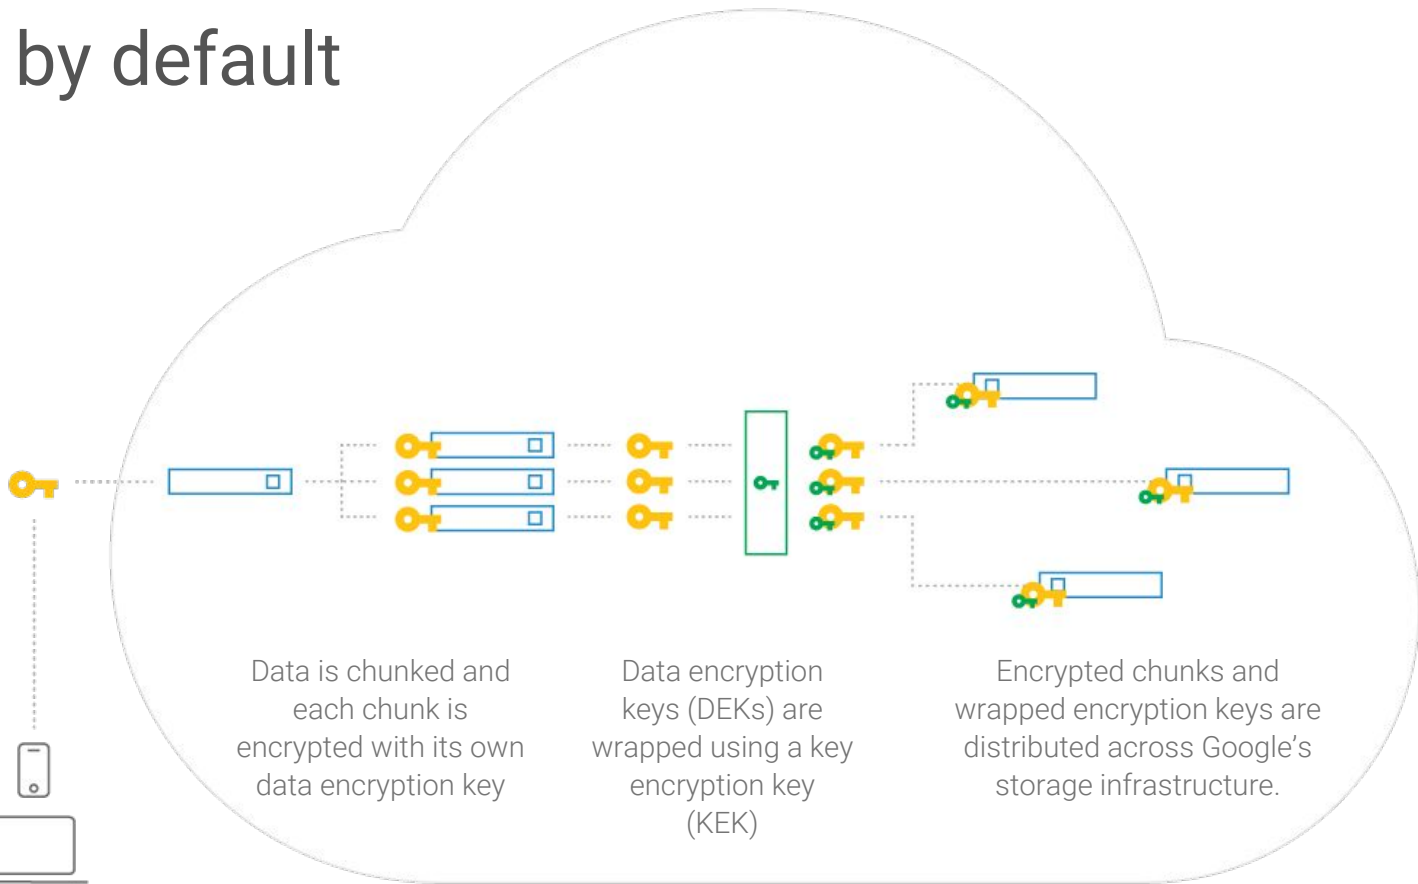 by default
Data is chunked and
each chunk is
encrypted with its own
data encryption key
Data encryption
keys (DEKs) are
wrapped using a key
encryption key
(KEK)
Encrypted chunks and
wrapped encryption keys are
distributed across Google's
storage infrastructure.